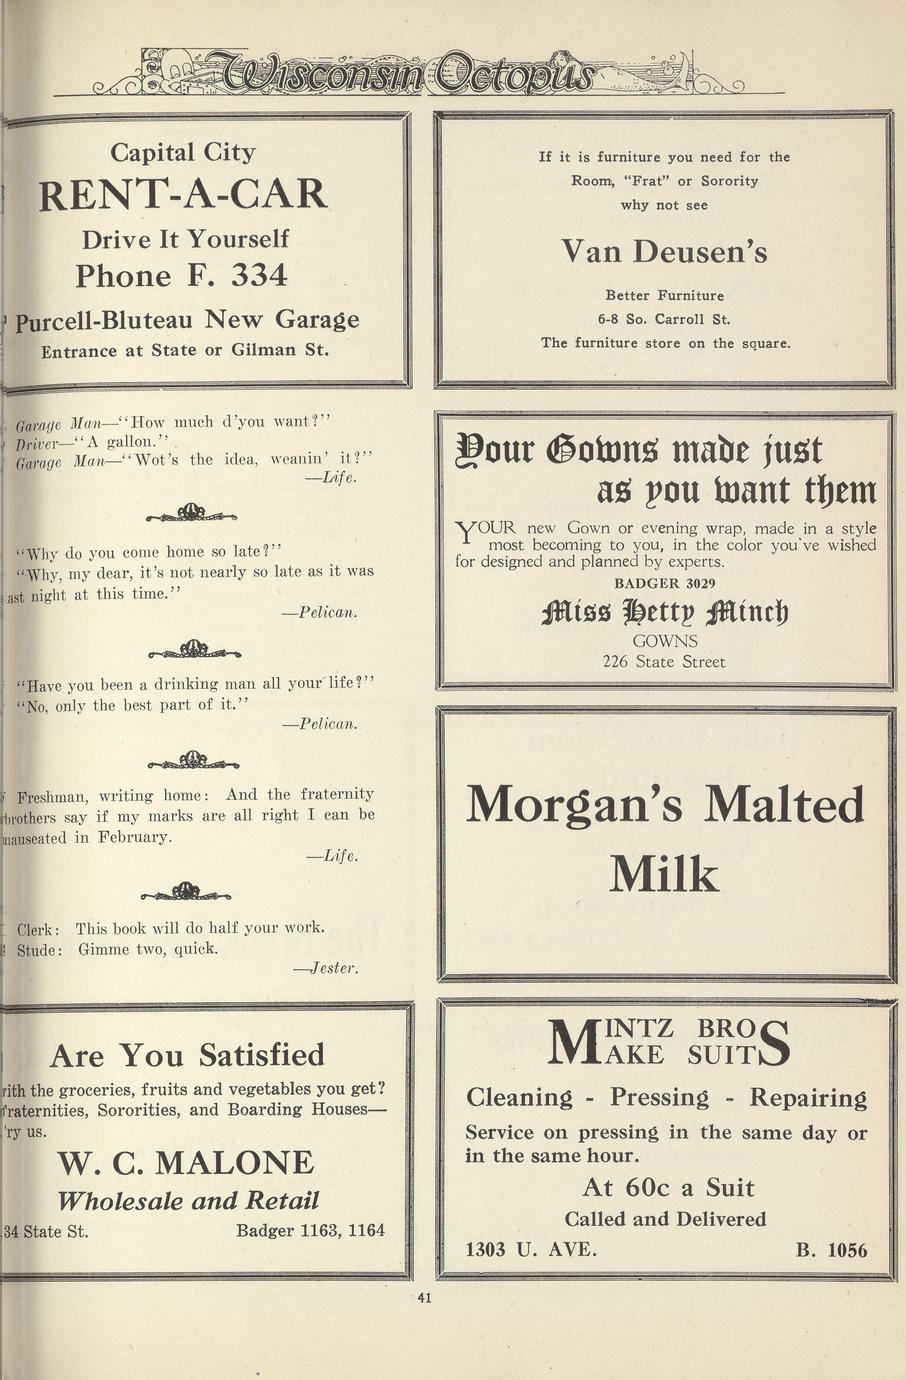 Wisconsin Octopus
Capital City
RENT-A-CAR
Drive It Yourself
Phone F. 334
Purcell-Bluteau New Garage
Entrance at State or Gilman St.
Garage Man—“How much d’you want?”
Driver—“A gallon.”
Garage Man—“Wot’s the idea, weanin’ it?”
—Life.
“Why do you come home so late?”
“Why, my dear, it’s not nearly so late as it was
ast night at this time.”
—Pelican.
“Have you been a drinking man all your life?”
“No, only the best part of it.”
—Pelican.
Freshman, writing home: And the fraternity
brothers say if my marks are all right I can be
nauseated in February.
—Life.
Clerk: This book will do half your work.
Stude: Gimme two, quick.
—Jester.
Are You Satisfied
ith the groceries, fruits and vegetables you get?
raternities, Sororities, and Boarding Houses—
ry us.
W. C. MALONE
Wholesale and Retail
34 State St. Badger 1163, 1164
If it is furniture you need for the
Room, “Frat” or Sorority
why not see
Van Deusen’s
Better Furniture
6-8 So. Carroll St.
The furniture store on the square.
Your Gowns made just
as you want them
YOUR new Gown or evening wrap, made in a style
most becoming to you, in the color you’ve wished
for designed and planned by experts.
BADGER 3029
Miss Hetty Minch
GOWNS
226 State Street
Morgan’s Malted
Milk
MINTZ BROS
MAKE SUITS
Cleaning - Pressing - Repairing
Service on pressing in the same day or
in the same hour.
At 60c a Suit
Called and Delivered
1303 U. AVE. B. 1056
41